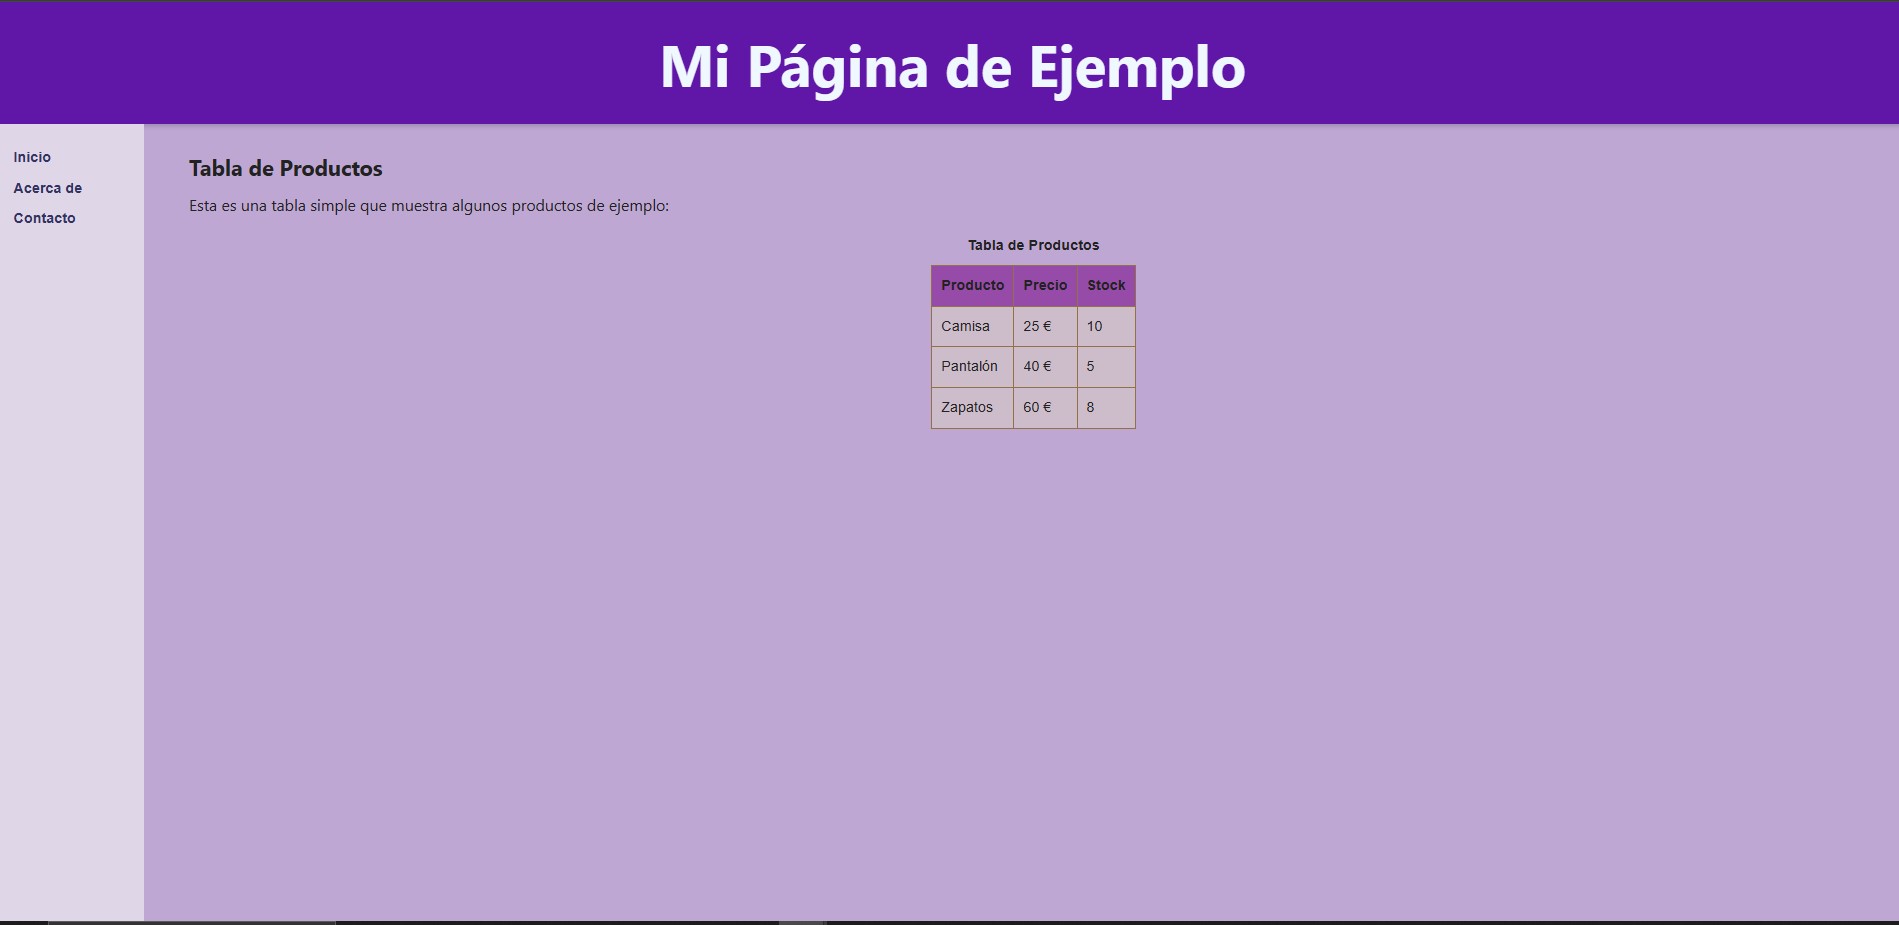 Mi Página de Ejemplo
Inicio
Acerca de
Contacto
Tabla de Productos
Esta es una tabla simple que muestra algunos productos de ejemplo:
Tabla de Productos
Producto Precio Stock
Camisa 25 € 10
Pantalón 40 € 5
Zapatos 60 € 8